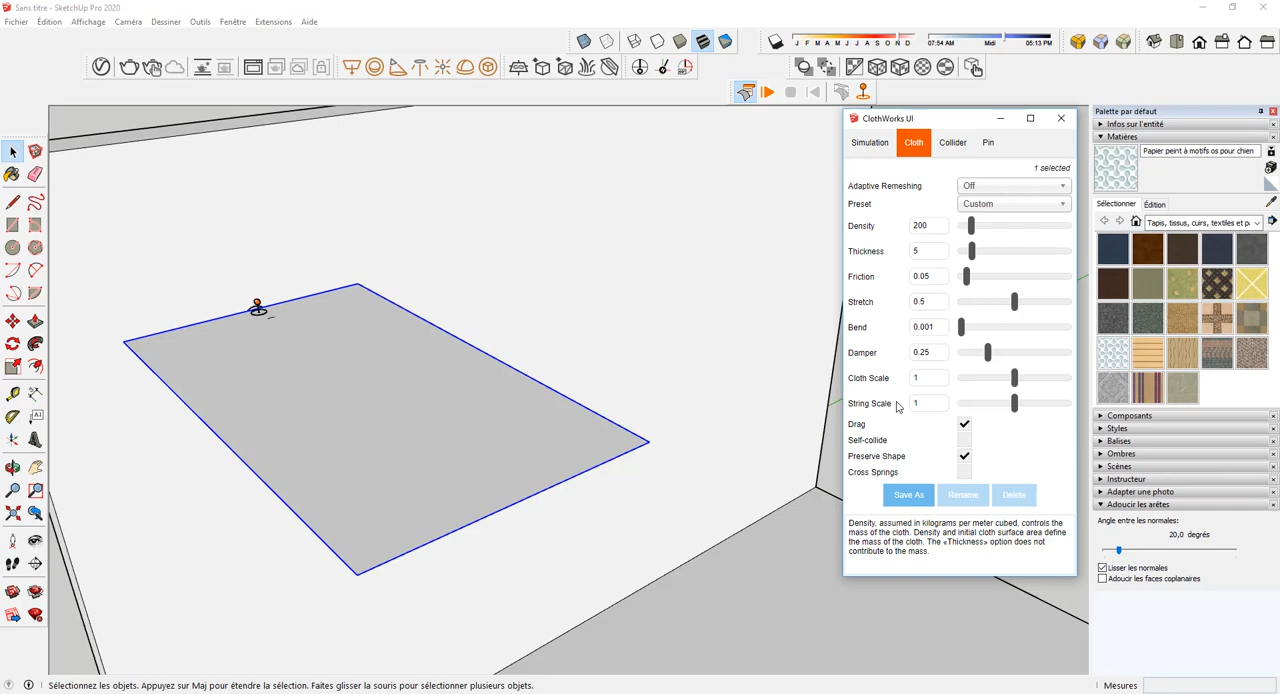 Sans titre - SketchUp Pro 2020
Fichier Édition Affichage Caméra Dessiner Outils Fenêtre Extensions Aide
J F M A M J J A S O N D 07:54 AM Midi 05:13 PM
ClothWorks UI
Simulation Cloth Collider Pin
1 selected
Adaptive Remeshing Off
Preset Custom
Density 200
Thickness 5
Friction 0.05
Stretch 0.5
Bend 0.001
Damper 0.25
Cloth Scale 1
String Scale 1
Drag
Self-collide
Preserve Shape
Cross Springs
Save As Rename Delete
Density, assumed in kilograms per meter cubed, controls the
mass of the cloth. Density and initial cloth surface area define
the mass of the cloth. The «Thickness» option does not
contribute to the mass.
Palette par défaut
Infos sur l'entité
Matières
Papier peint à motifs os pour chien
Sélectionner Édition
Tapis, tissus, cuirs, textiles et p
Composants
Styles
Balises
Ombres
Scènes
Instructeur
Adapter une photo
Adoucir les arêtes
Angle entre les normales:
20,0 degrés
Lisser les normales
Adoucir les faces coplanaires
Sélectionnez les objets. Appuyez sur Maj pour étendre la sélection. Faites glisser la souris pour sélectionner plusieurs objets.
Mesures